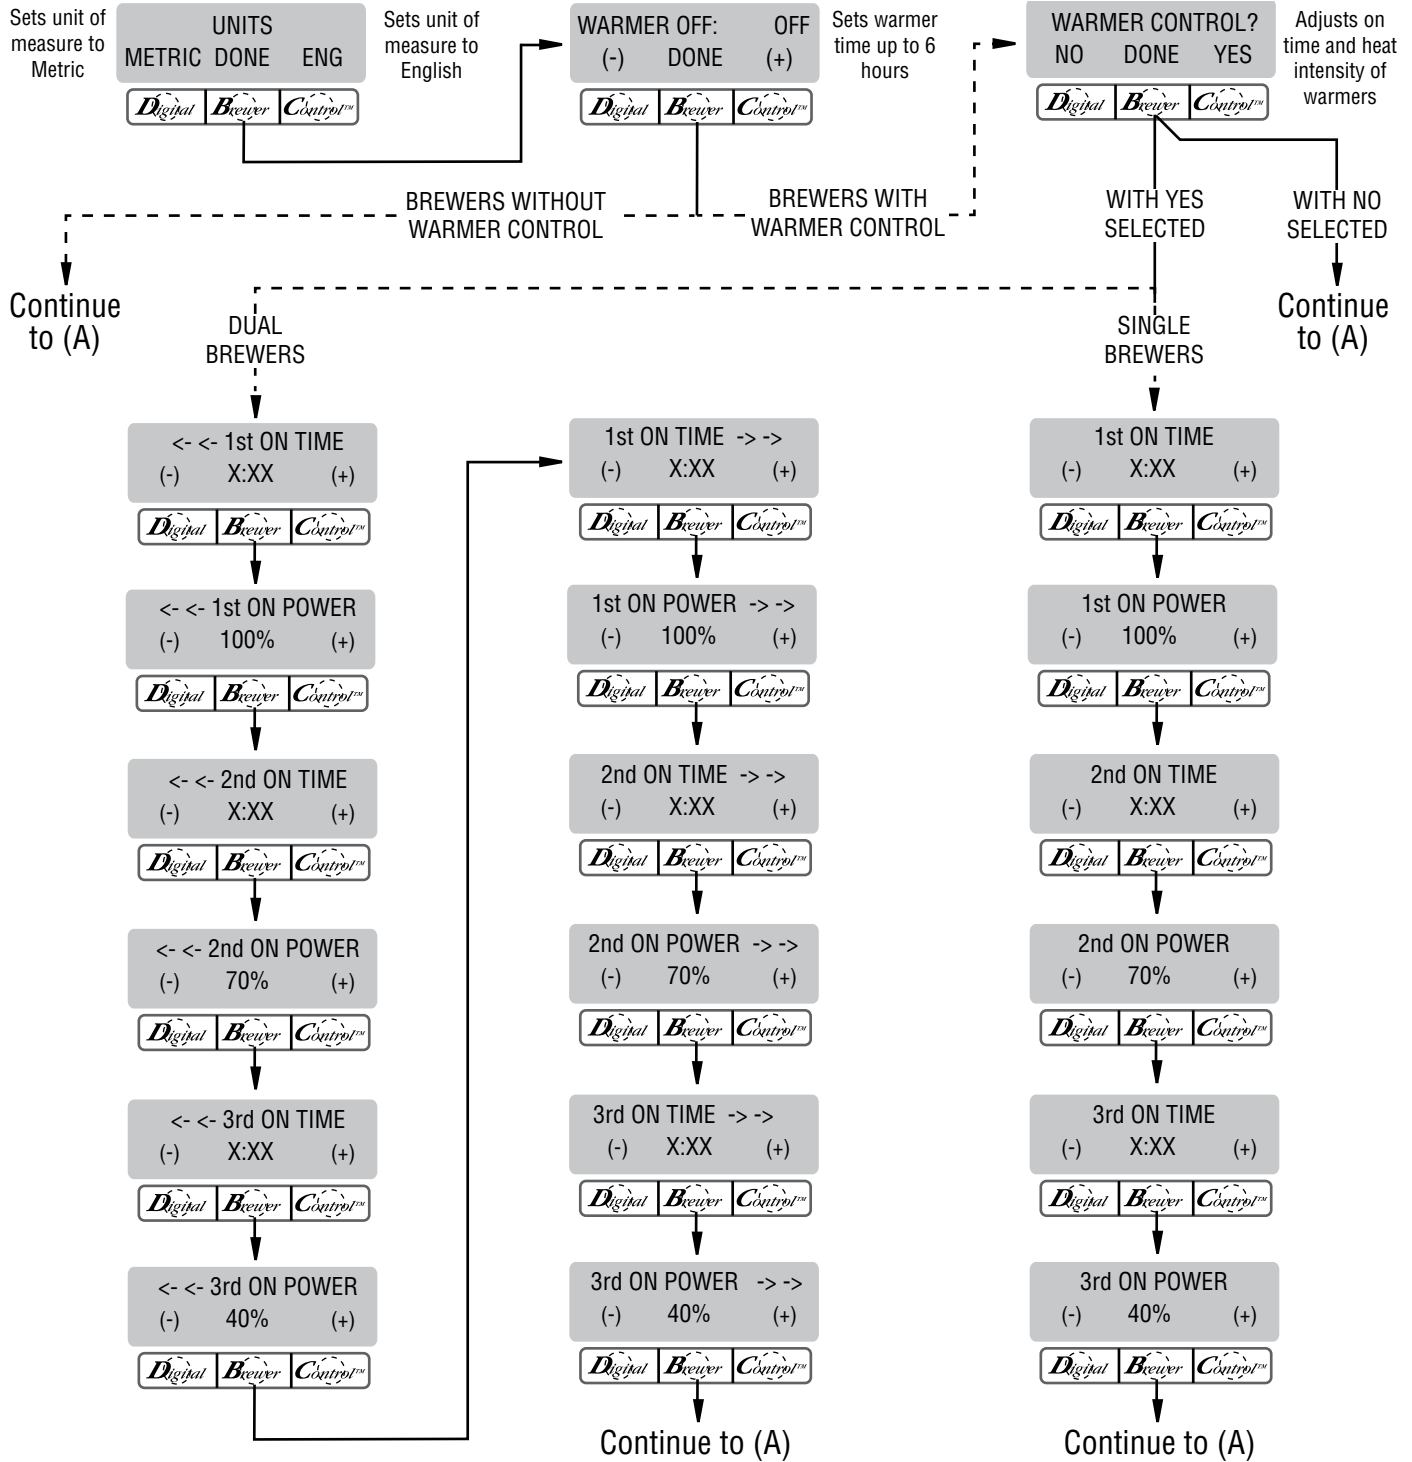 Sets unit of
measure to
Metric
UNITS
METRIC DONE ENG
Digital Brewer Control™
Sets unit of
measure to
English
WARMER OFF: OFF
(-) DONE (+)
Digital Brewer Control™
Sets warmer
time up to 6
hours
WARMER CONTROL?
NO DONE YES
Digital Brewer Control™
Adjusts on
time and heat
intensity of
warmers
BREWERS WITHOUT
WARMER CONTROL
BREWERS WITH
WARMER CONTROL
WITH YES
SELECTED
WITH NO
SELECTED
Continue
to (A)
Continue
to (A)
DUAL
BREWERS
SINGLE
BREWERS
<- <- 1st ON TIME
(-) X:XX (+)
Digital Brewer Control™
<- <- 1st ON POWER
(-) 100% (+)
Digital Brewer Control™
<- <- 2nd ON TIME
(-) X:XX (+)
Digital Brewer Control™
<- <- 2nd ON POWER
(-) 70% (+)
Digital Brewer Control™
<- <- 3rd ON TIME
(-) X:XX (+)
Digital Brewer Control™
<- <- 3rd ON POWER
(-) 40% (+)
Digital Brewer Control™
1st ON TIME -> ->
(-) X:XX (+)
Digital Brewer Control™
1st ON POWER -> ->
(-) 100% (+)
Digital Brewer Control™
2nd ON TIME -> ->
(-) X:XX (+)
Digital Brewer Control™
2nd ON POWER -> ->
(-) 70% (+)
Digital Brewer Control™
3rd ON TIME -> ->
(-) X:XX (+)
Digital Brewer Control™
3rd ON POWER -> ->
(-) 40% (+)
Digital Brewer Control™
Continue to (A)
1st ON TIME
(-) X:XX (+)
Digital Brewer Control™
1st ON POWER
(-) 100% (+)
Digital Brewer Control™
2nd ON TIME
(-) X:XX (+)
Digital Brewer Control™
2nd ON POWER
(-) 70% (+)
Digital Brewer Control™
3rd ON TIME
(-) X:XX (+)
Digital Brewer Control™
3rd ON POWER
(-) 40% (+)
Digital Brewer Control™
Continue to (A)